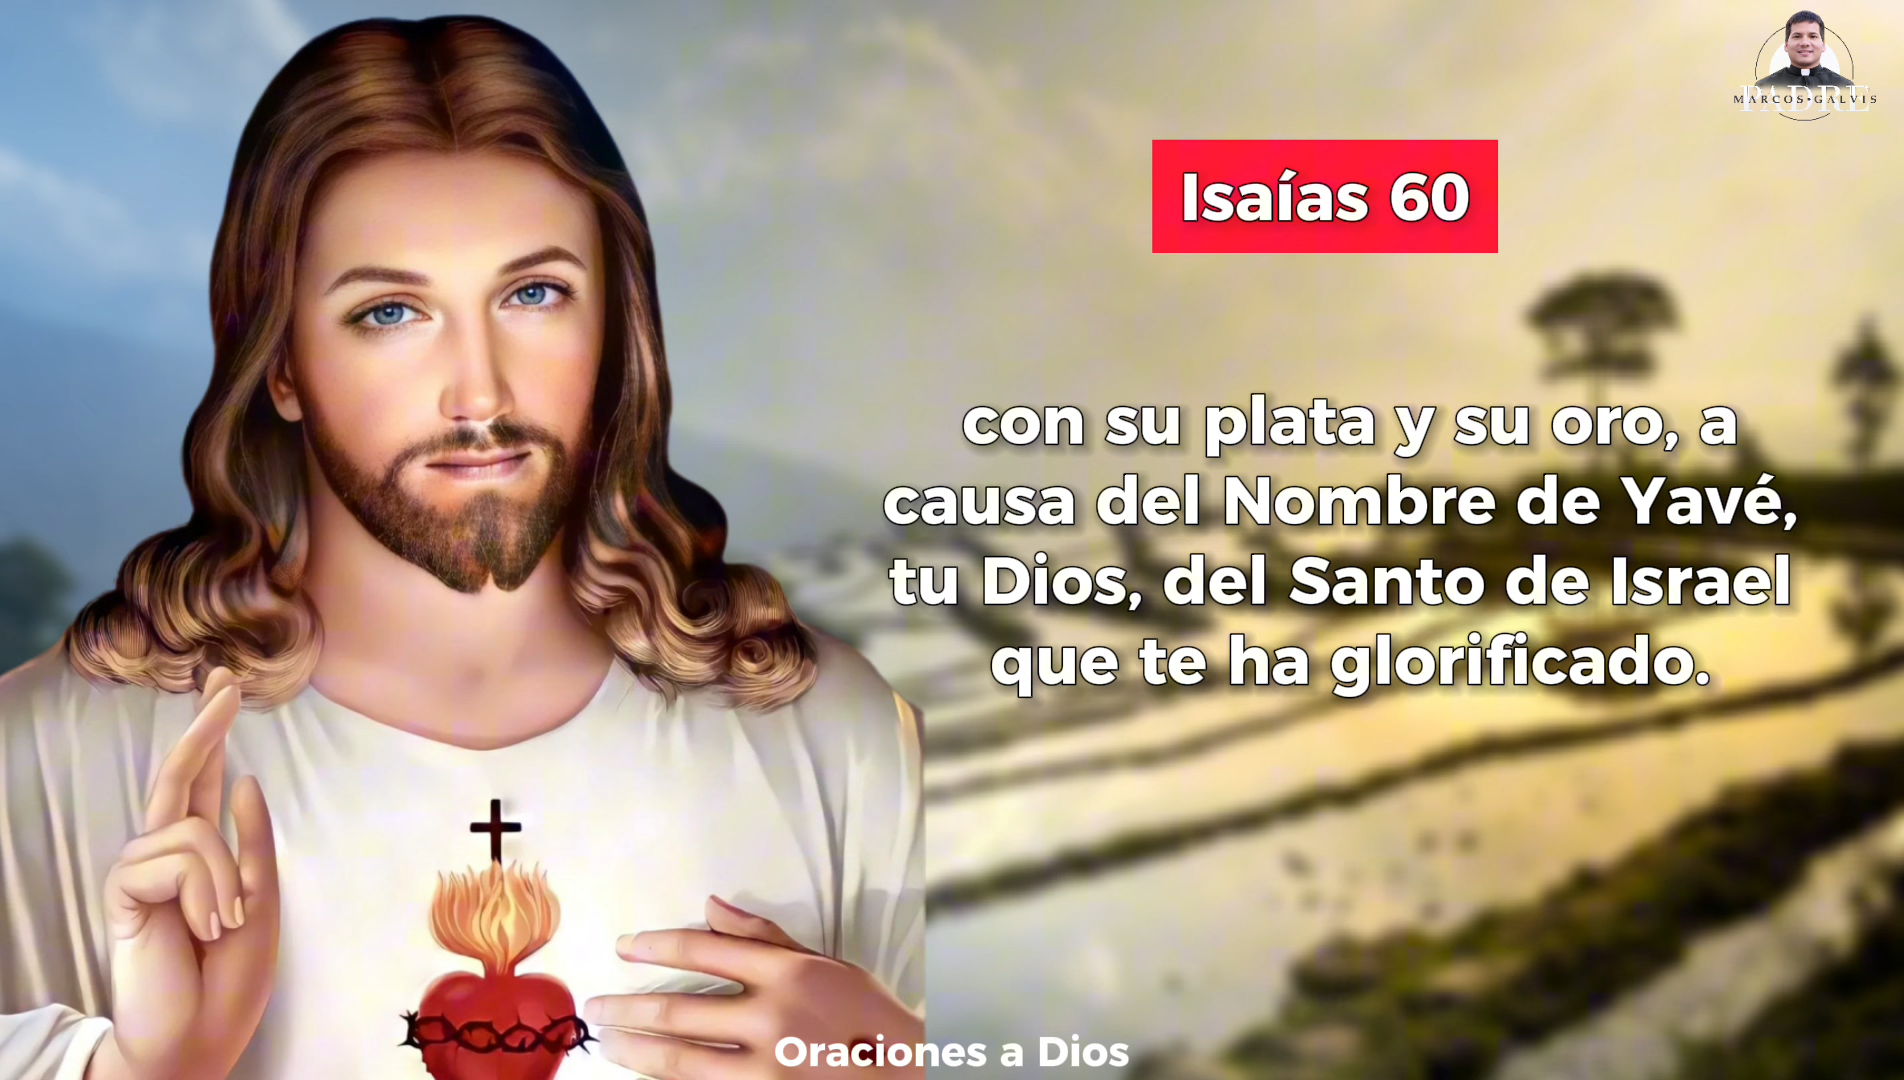 PADRE
MARCOS•GALVIS
Isaías 60
con su plata y su oro, a
causa del Nombre de Yavé,
tu Dios, del Santo de Israel
que te ha glorificado.
Oraciones a Dios